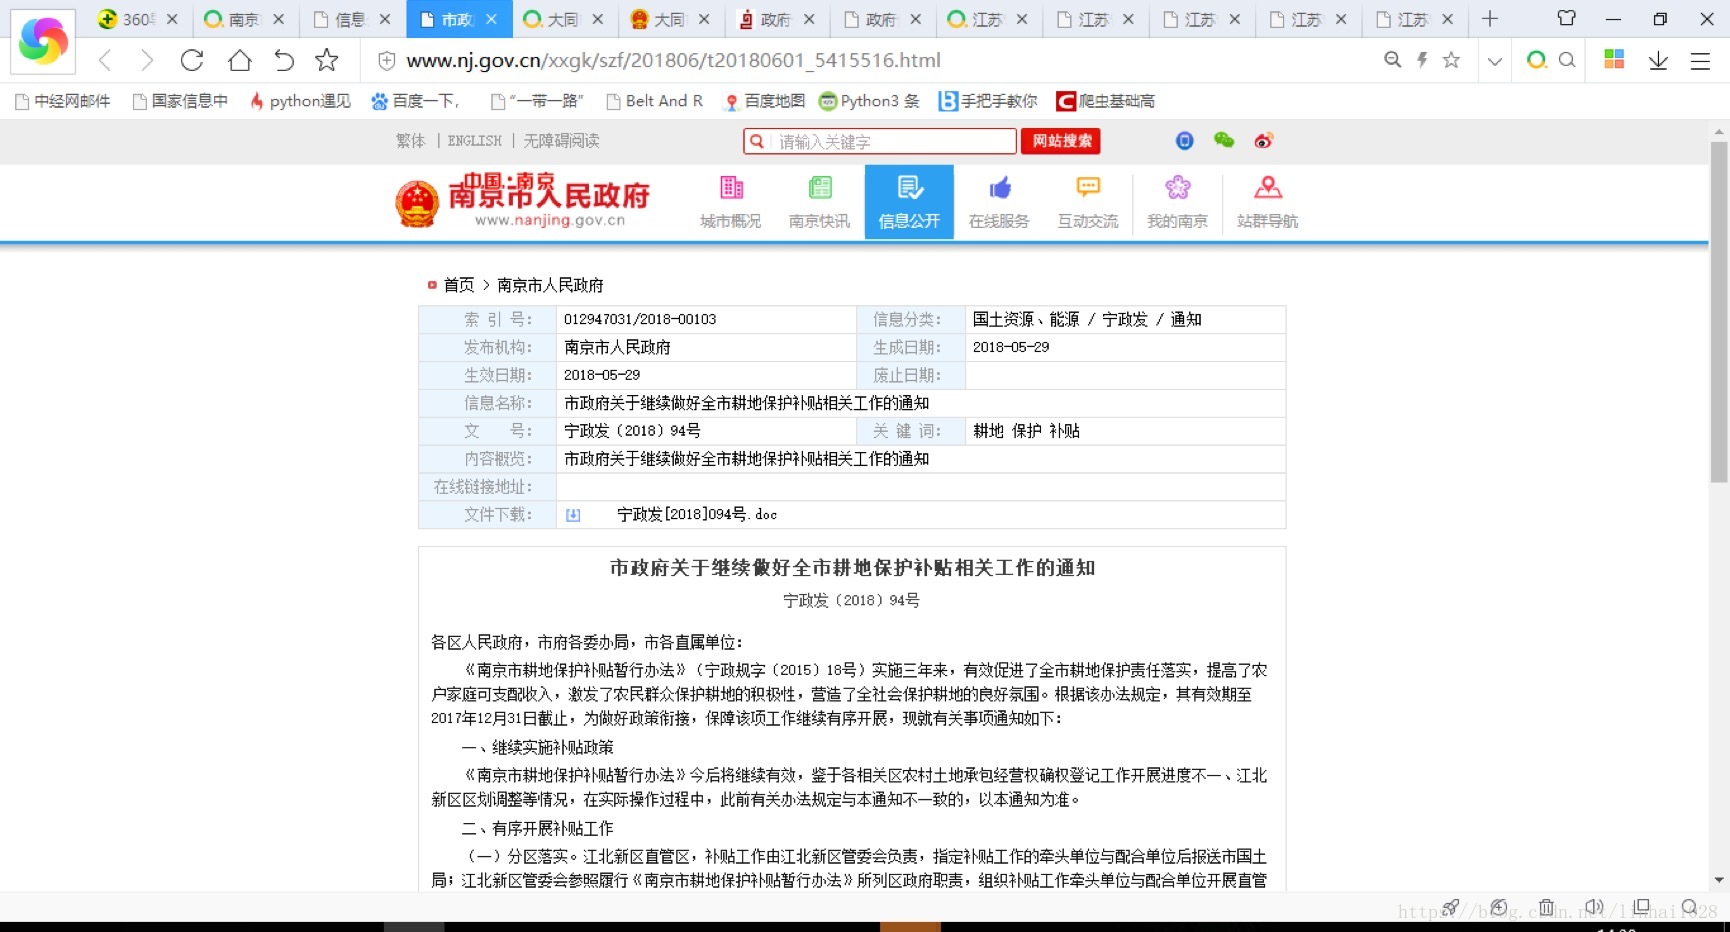 360 南京 信息 市政 大同 大同 政府 政府 江苏 江苏 江苏 江苏 江苏
www.nj.gov.cn/xxgk/szf/201806/t20180601_5415516.html
中经网邮件 国家信息中 python遇见 百度一下, “一带一路” Belt And R 百度地图 Python3 条 手把手教你 爬虫基础高
繁体 | ENGLISH | 无障碍阅读 请输入关键字 网站搜索
中国·南京
南京市人民政府
www.nanjing.gov.cn
城市概况 南京快讯 信息公开 在线服务 互动交流 我的南京 站群导航
首页 > 南京市人民政府
索 引 号: 012947031/2018-00103 信息分类: 国土资源、能源 / 宁政发 / 通知
发布机构: 南京市人民政府 生成日期: 2018-05-29
生效日期: 2018-05-29 废止日期:
信息名称: 市政府关于继续做好全市耕地保护补贴相关工作的通知
文 号: 宁政发〔2018〕94号 关 键 词: 耕地 保护 补贴
内容概览: 市政府关于继续做好全市耕地保护补贴相关工作的通知
在线链接地址:
文件下载: 宁政发[2018]094号.doc
市政府关于继续做好全市耕地保护补贴相关工作的通知
宁政发〔2018〕94号
各区人民政府，市府各委办局，市各直属单位：
《南京市耕地保护补贴暂行办法》（宁政规字〔2015〕18号）实施三年来，有效促进了全市耕地保护责任落实，提高了农
户家庭可支配收入，激发了农民群众保护耕地的积极性，营造了全社会保护耕地的良好氛围。根据该办法规定，其有效期至
2017年12月31日截止，为做好政策衔接，保障该项工作继续有序开展，现就有关事项通知如下：
一、继续实施补贴政策
《南京市耕地保护补贴暂行办法》今后将继续有效，鉴于各相关区农村土地承包经营权确权登记工作开展进度不一、江北
新区区划调整等情况，在实际操作过程中，此前有关办法规定与本通知不一致的，以本通知为准。
二、有序开展补贴工作
（一）分区落实。江北新区直管区，补贴工作由江北新区管委会负责，指定补贴工作的牵头单位与配合单位后报送市国土
局；江北新区管委会参照履行《南京市耕地保护补贴暂行办法》所列区政府职责，组织补贴工作牵头单位与配合单位开展直管